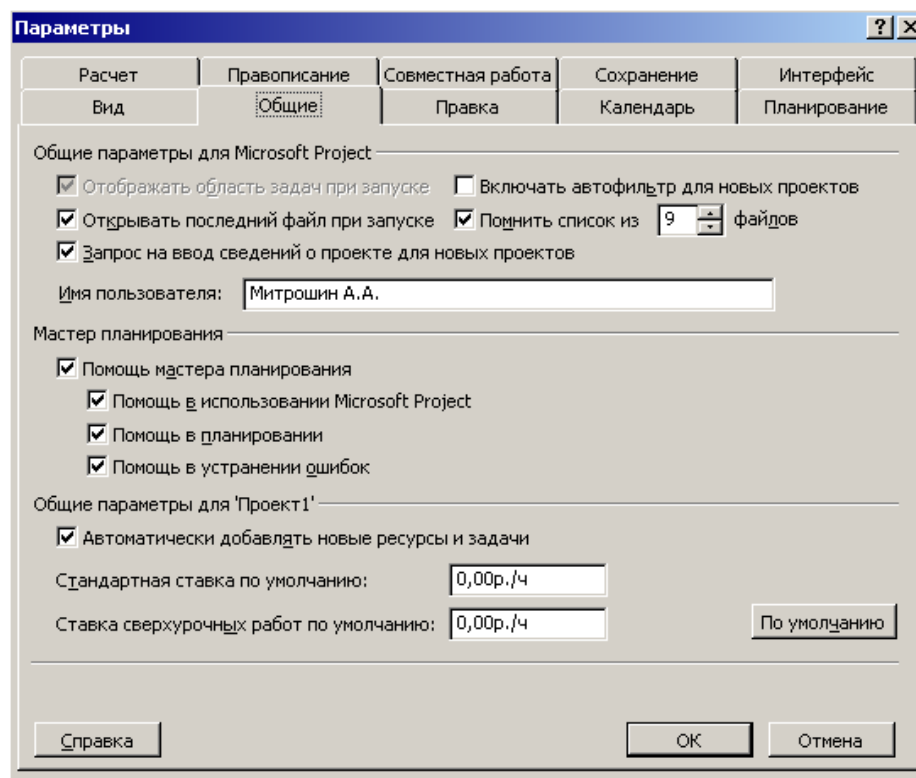 Параметры
Расчет Правописание Совместная работа Сохранение Интерфейс
Вид Общие Правка Календарь Планирование
Общие параметры для Microsoft Project
Отображать область задач при запуске Включать автофильтр для новых проектов
Открывать последний файл при запуске Помнить список из 9 файлов
Запрос на ввод сведений о проекте для новых проектов
Имя пользователя: Митрошин А.А.
Мастер планирования
Помощь мастера планирования
Помощь в использовании Microsoft Project
Помощь в планировании
Помощь в устранении ошибок
Общие параметры для 'Проект1'
Автоматически добавлять новые ресурсы и задачи
Стандартная ставка по умолчанию: 0,00р./ч
Ставка сверхурочных работ по умолчанию: 0,00р./ч По умолчанию
Справка ОК Отмена